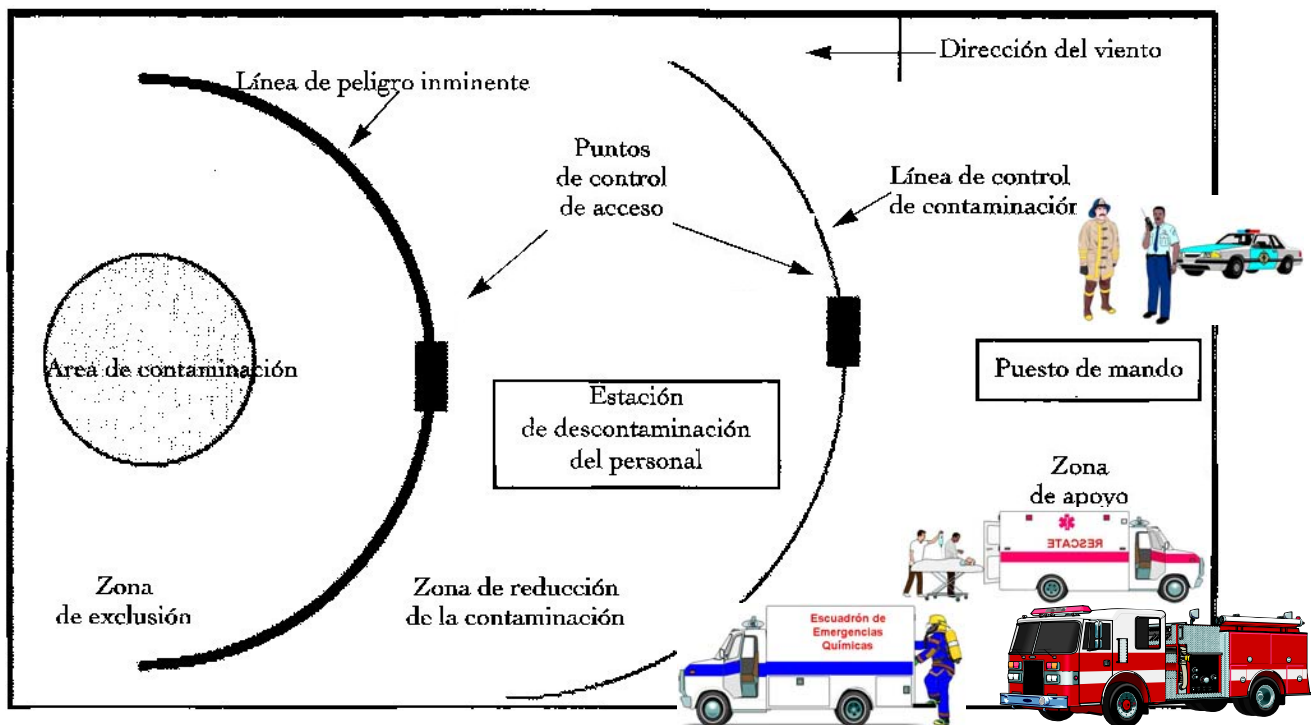 Dirección del viento
Línea de peligro inminente
Puntos
de control
de acceso
Línea de control
de contaminación
Area de contaminación
Puesto de mando
Estación
de descontaminación
del personal
Zona
de apoyo
RESCATE
Zona
de exclusión
Zona de reducción
de la contaminación
Escuadrón de
Emergencias
Químicas